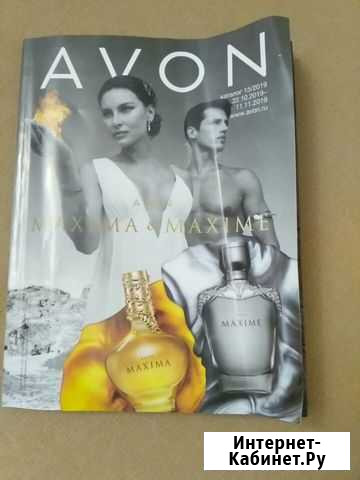 AVON
каталог 15/2019
22.10.2019-
11.11.2019
www.avon.ru
AVON
MAXIMA & MAXIME
MAXIME
MAXIMA
Интернет-
Кабинет.Ру